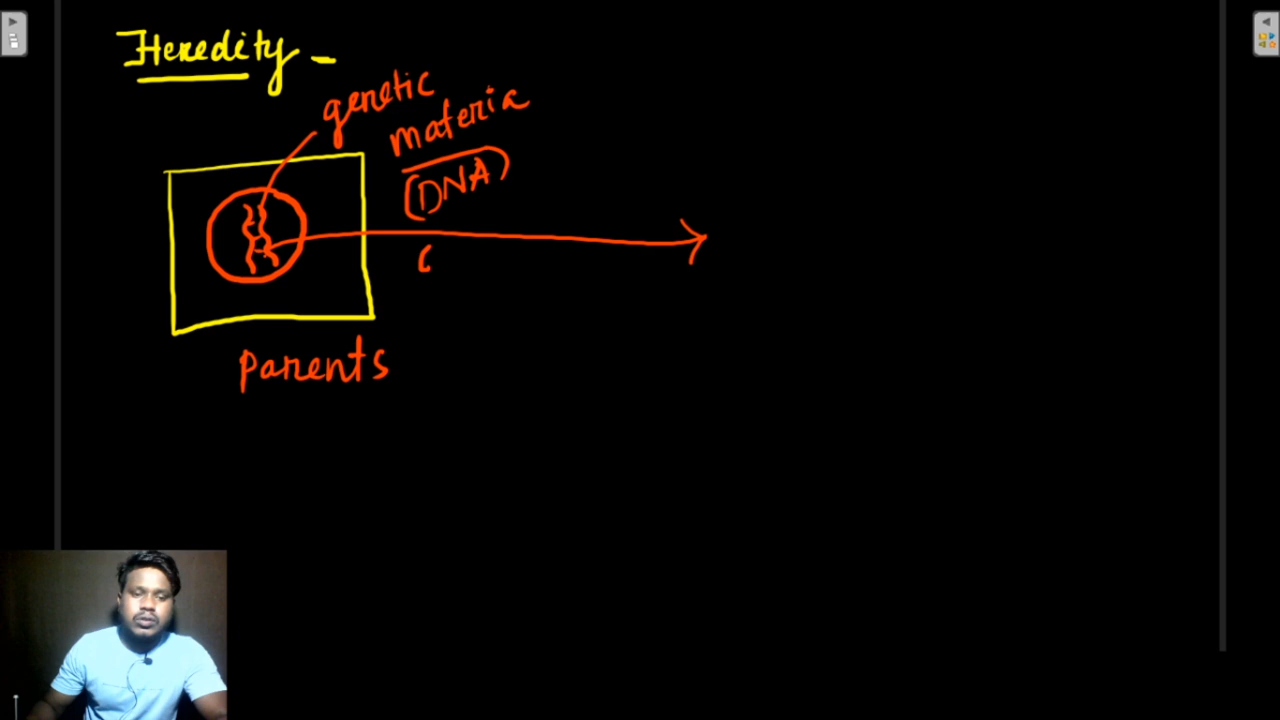 Heredity -
genetic
materia
(DNA)
c
parents